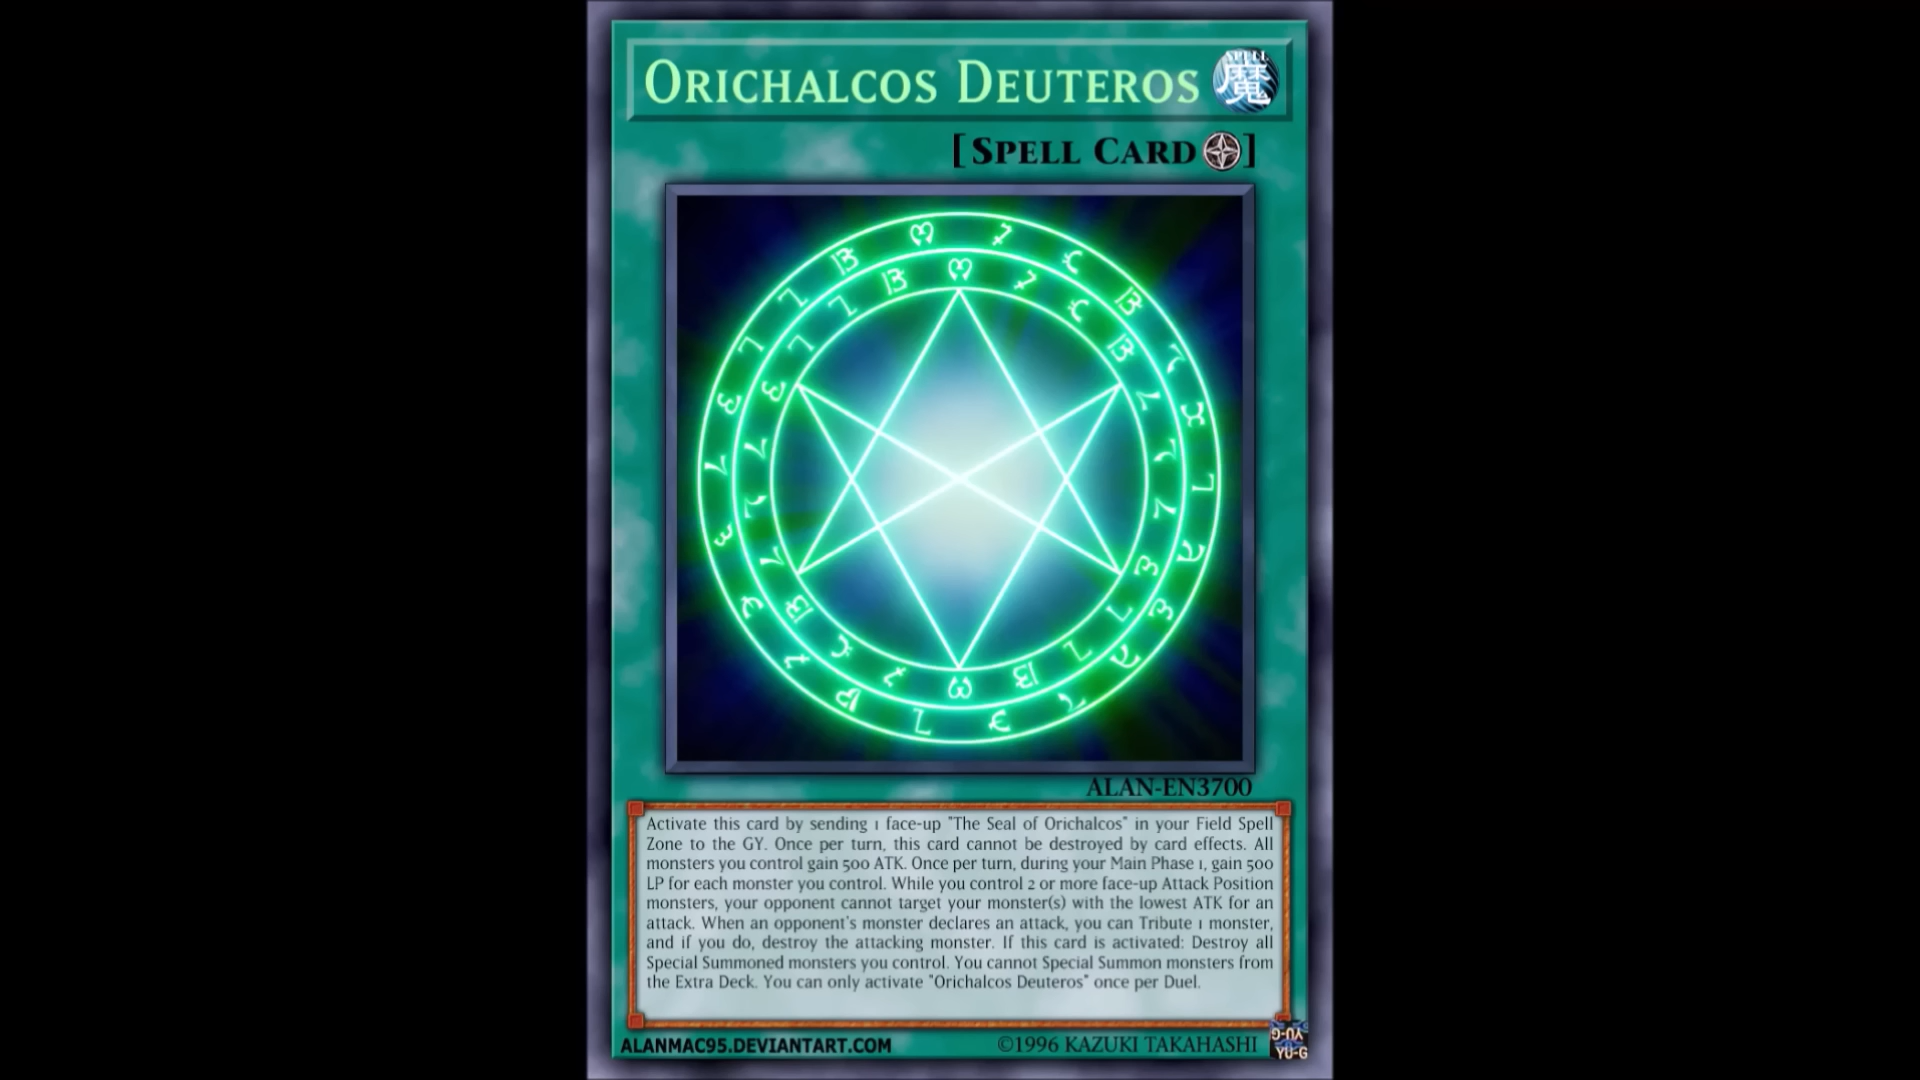 ORICHALCOS DEUTEROS
SPELL
魔
[SPELL CARD]
ALAN-EN3700
Activate this card by sending 1 face-up "The Seal of Orichalcos" in your Field Spell
Zone to the GY. Once per turn, this card cannot be destroyed by card effects. All
monsters you control gain 500 ATK. Once per turn, during your Main Phase 1, gain 500
LP for each monster you control. While you control 2 or more face-up Attack Position
monsters, your opponent cannot target your monster(s) with the lowest ATK for an
attack. When an opponent's monster declares an attack, you can Tribute 1 monster,
and if you do, destroy the attacking monster. If this card is activated: Destroy all
Special Summoned monsters you control. You cannot Special Summon monsters from
the Extra Deck. You can only activate "Orichalcos Deuteros" once per Duel.
ALANMAC95.DEVIANTART.COM
©1996 KAZUKI TAKAHASHI
YU-G